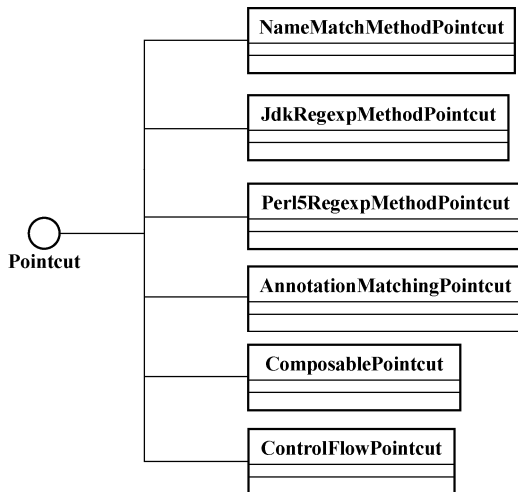 NameMatchMethodPointcut
JdkRegexpMethodPointcut
Perl5RegexpMethodPointcut
Pointcut
AnnotationMatchingPointcut
ComposablePointcut
ControlFlowPointcut